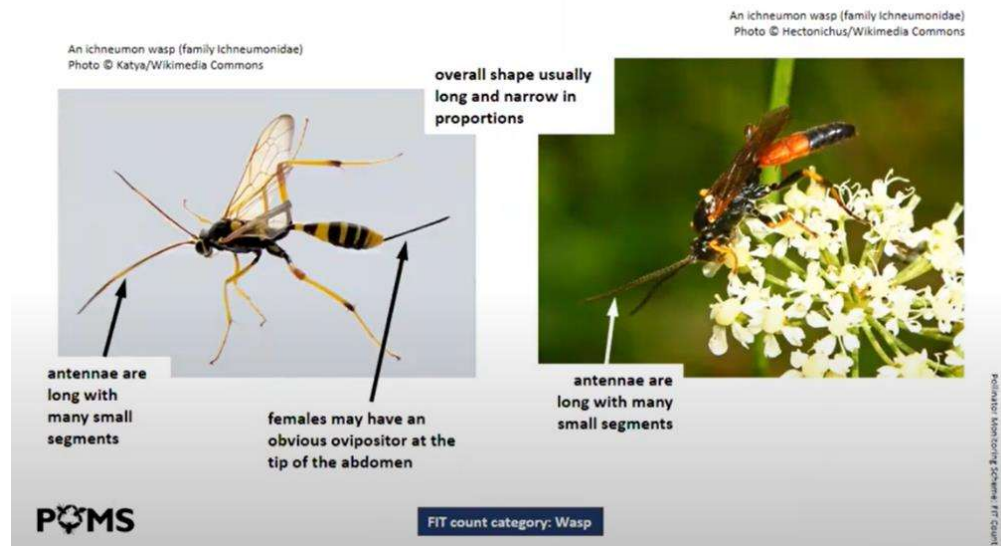 An ichneumon wasp (family Ichneumonidae)
Photo © Katya/Wikimedia Commons
An ichneumon wasp (family Ichneumonidae)
Photo © Hectonichus/Wikimedia Commons
overall shape usually
long and narrow in
proportions
antennae are
long with
many small
segments
females may have an
obvious ovipositor at the
tip of the abdomen
antennae are
long with many
small segments
Pollinator Monitoring Scheme: FIT Count
POMS
FIT count category: Wasp